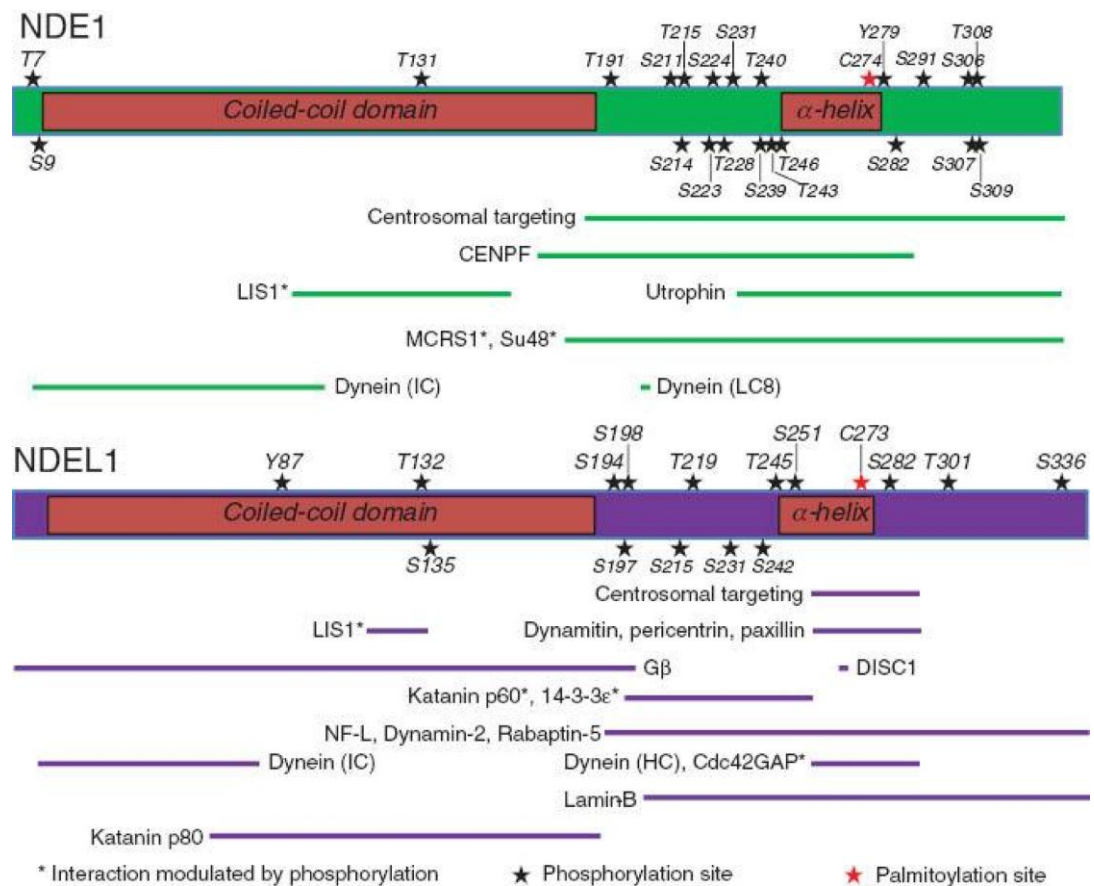 NDE1
T215 S231 Y279 T308
T7 T131 T191 S211 S224 T240 C274 S291 S306
Coiled-coil domain α-helix
S9 S214 T228 T246 S282 S307
S223 S239 T243 S309
Centrosomal targeting
CENPF
LIS1* Utrophin
MCRS1*, Su48*
Dynein (IC) Dynein (LC8)
S198 S251 C273
NDEL1 Y87 T132 S194 T219 T245 S282 T301 S336
Coiled-coil domain α-helix
S135 S197 S215 S231 S242
Centrosomal targeting
LIS1* Dynamitin, pericentrin, paxillin
Gβ DISC1
Katanin p60*, 14-3-3ε*
NF-L, Dynamin-2, Rabaptin-5
Dynein (IC) Dynein (HC), Cdc42GAP*
Lamin-B
Katanin p80
* Interaction modulated by phosphorylation ★ Phosphorylation site ★ Palmitoylation site